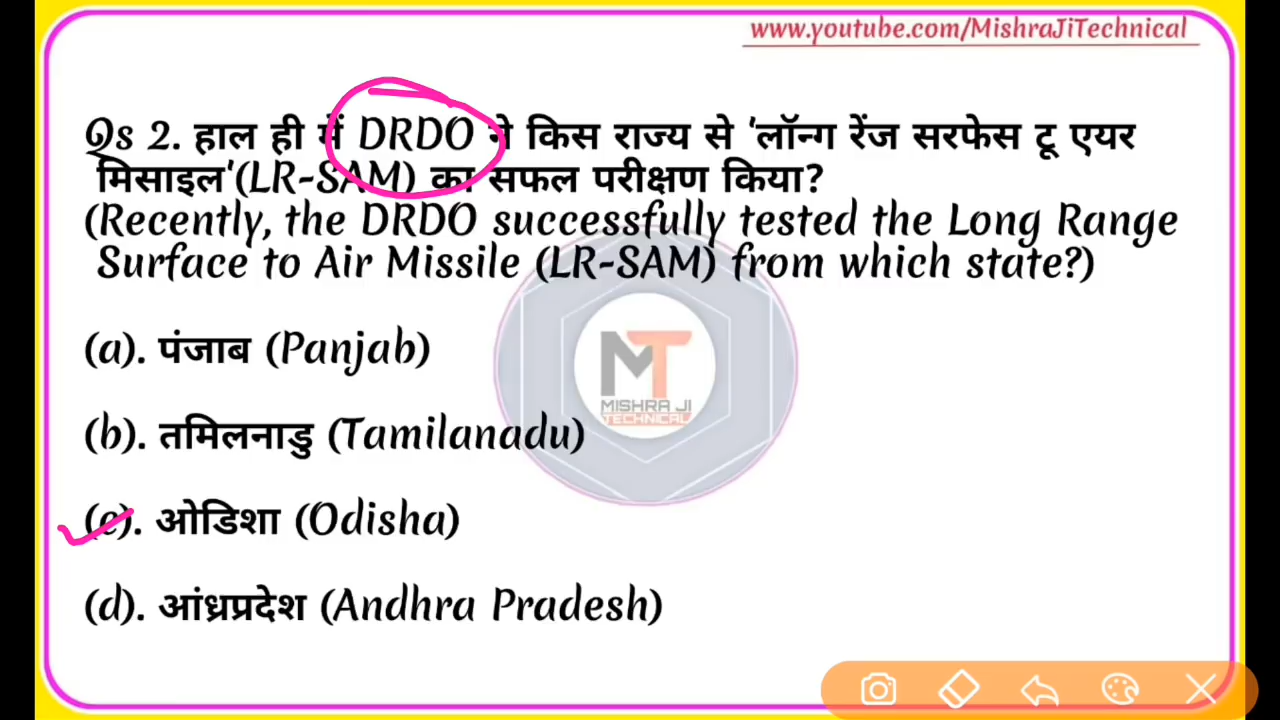 www.youtube.com/MishraJiTechnical
Qs 2. हाल ही में DRDO ने किस राज्य से 'लॉन्ग रेंज सरफेस टू एयर
मिसाइल'(LR-SAM) का सफल परीक्षण किया?
(Recently, the DRDO successfully tested the Long Range
Surface to Air Missile (LR-SAM) from which state?)
(a). पंजाब (Panjab)
MT
MISHRA JI
TECHNICAL
(b). तमिलनाडु (Tamilanadu)
(c). ओडिशा (Odisha)
(d). आंध्रप्रदेश (Andhra Pradesh)